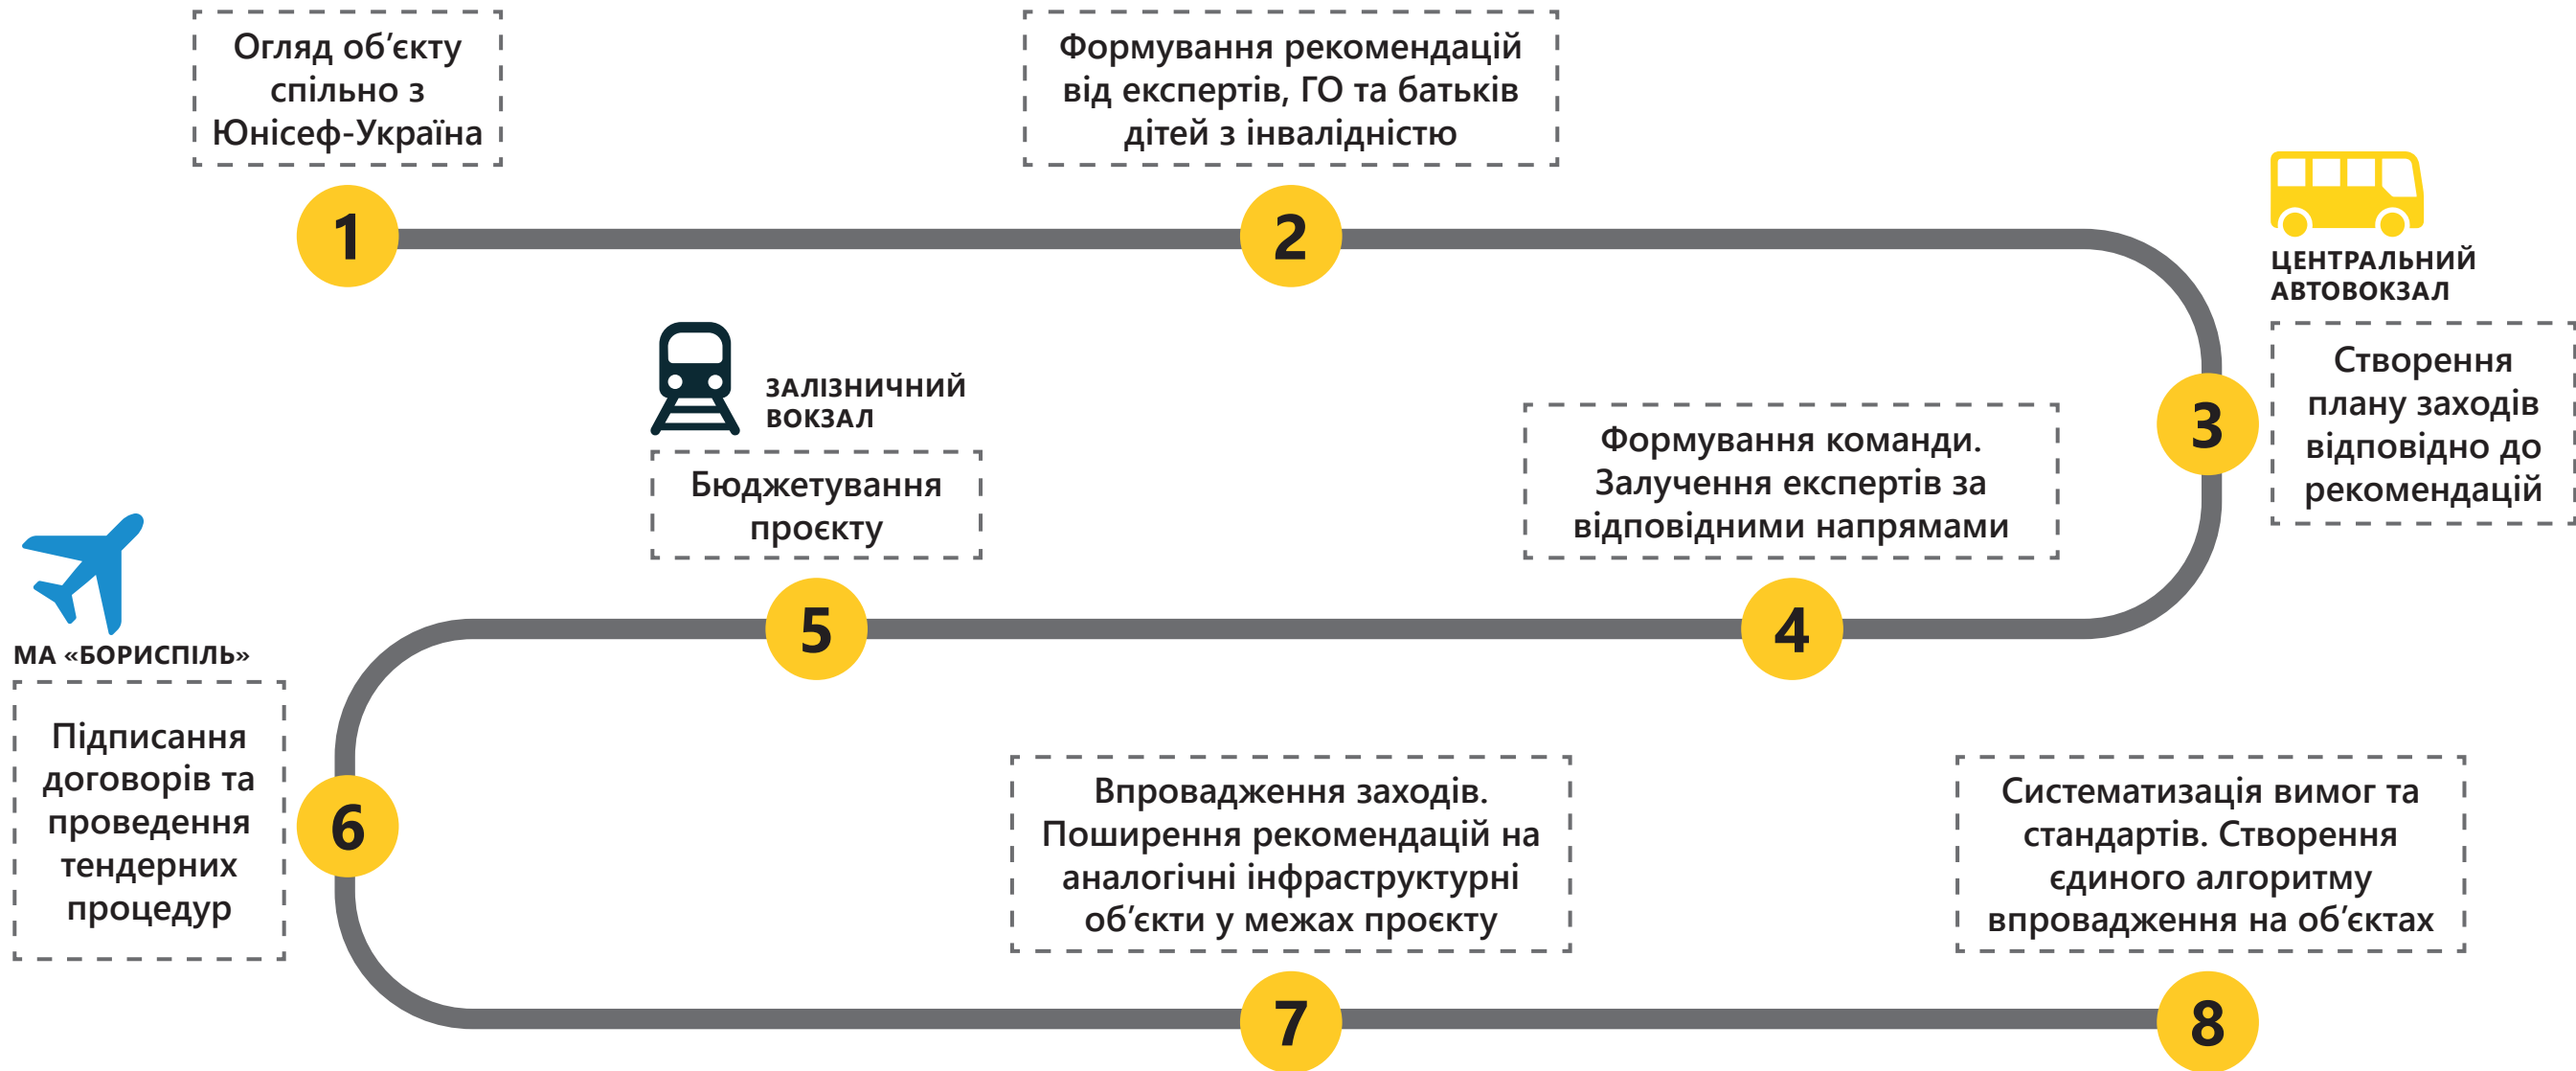 Огляд об’єкту
спільно з
Юнісеф-Україна
1
Формування рекомендацій
від експертів, ГО та батьків
дітей з інвалідністю
2
ЦЕНТРАЛЬНИЙ
АВТОВОКЗАЛ
Створення
плану заходів
відповідно до
рекомендацій
3
Формування команди.
Залучення експертів за
відповідними напрямами
4
ЗАЛІЗНИЧНИЙ
ВОКЗАЛ
Бюджетування
проєкту
5
МА «БОРИСПІЛЬ»
Підписання
договорів та
проведення
тендерних
процедур
6
Впровадження заходів.
Поширення рекомендацій на
аналогічні інфраструктурні
об’єкти у межах проєкту
7
Систематизація вимог та
стандартів. Створення
єдиного алгоритму
впровадження на об’єктах
8